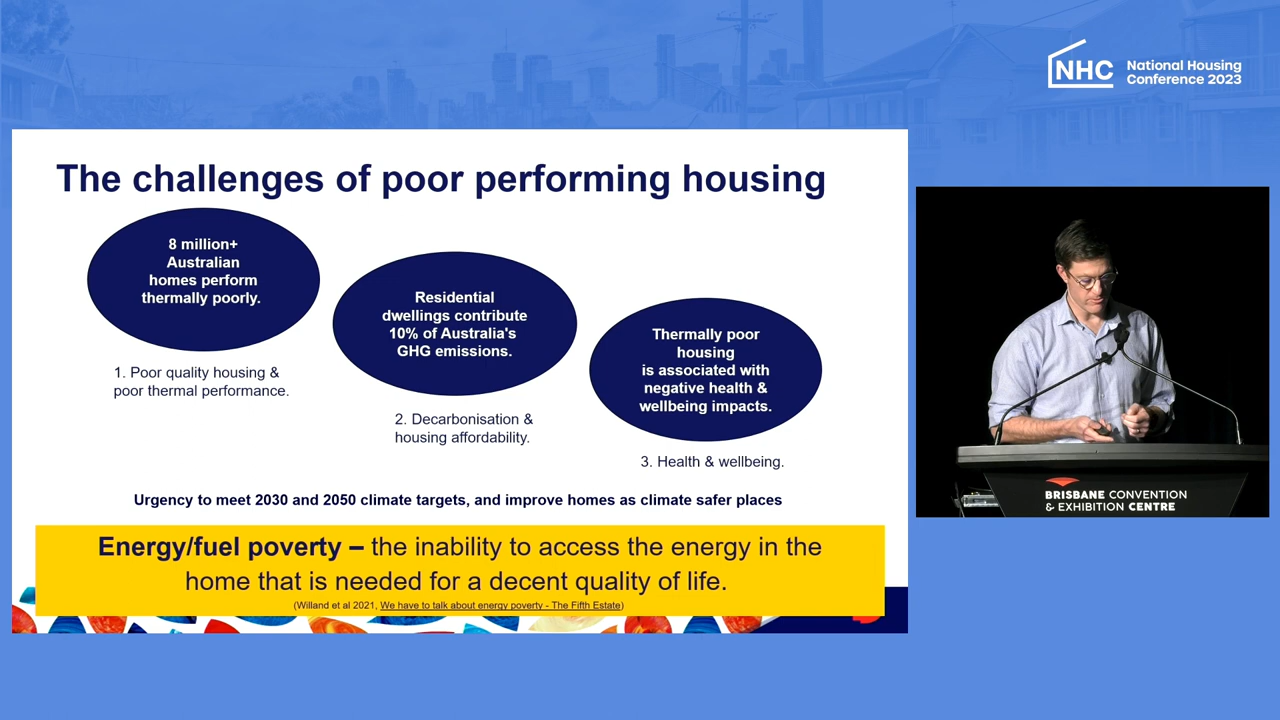 NHC
National Housing
Conference 2023
The challenges of poor performing housing
8 million+
Australian
homes perform
thermally poorly.
1. Poor quality housing &
poor thermal performance.
Residential
dwellings contribute
10% of Australia's
GHG emissions.
2. Decarbonisation &
housing affordability.
Thermally poor
housing
is associated with
negative health &
wellbeing impacts.
3. Health & wellbeing.
Urgency to meet 2030 and 2050 climate targets, and improve homes as climate safer places
Energy/fuel poverty – the inability to access the energy in the
home that is needed for a decent quality of life.
(Willand et al 2021, We have to talk about energy poverty - The Fifth Estate)
BRISBANE CONVENTION
& EXHIBITION CENTRE